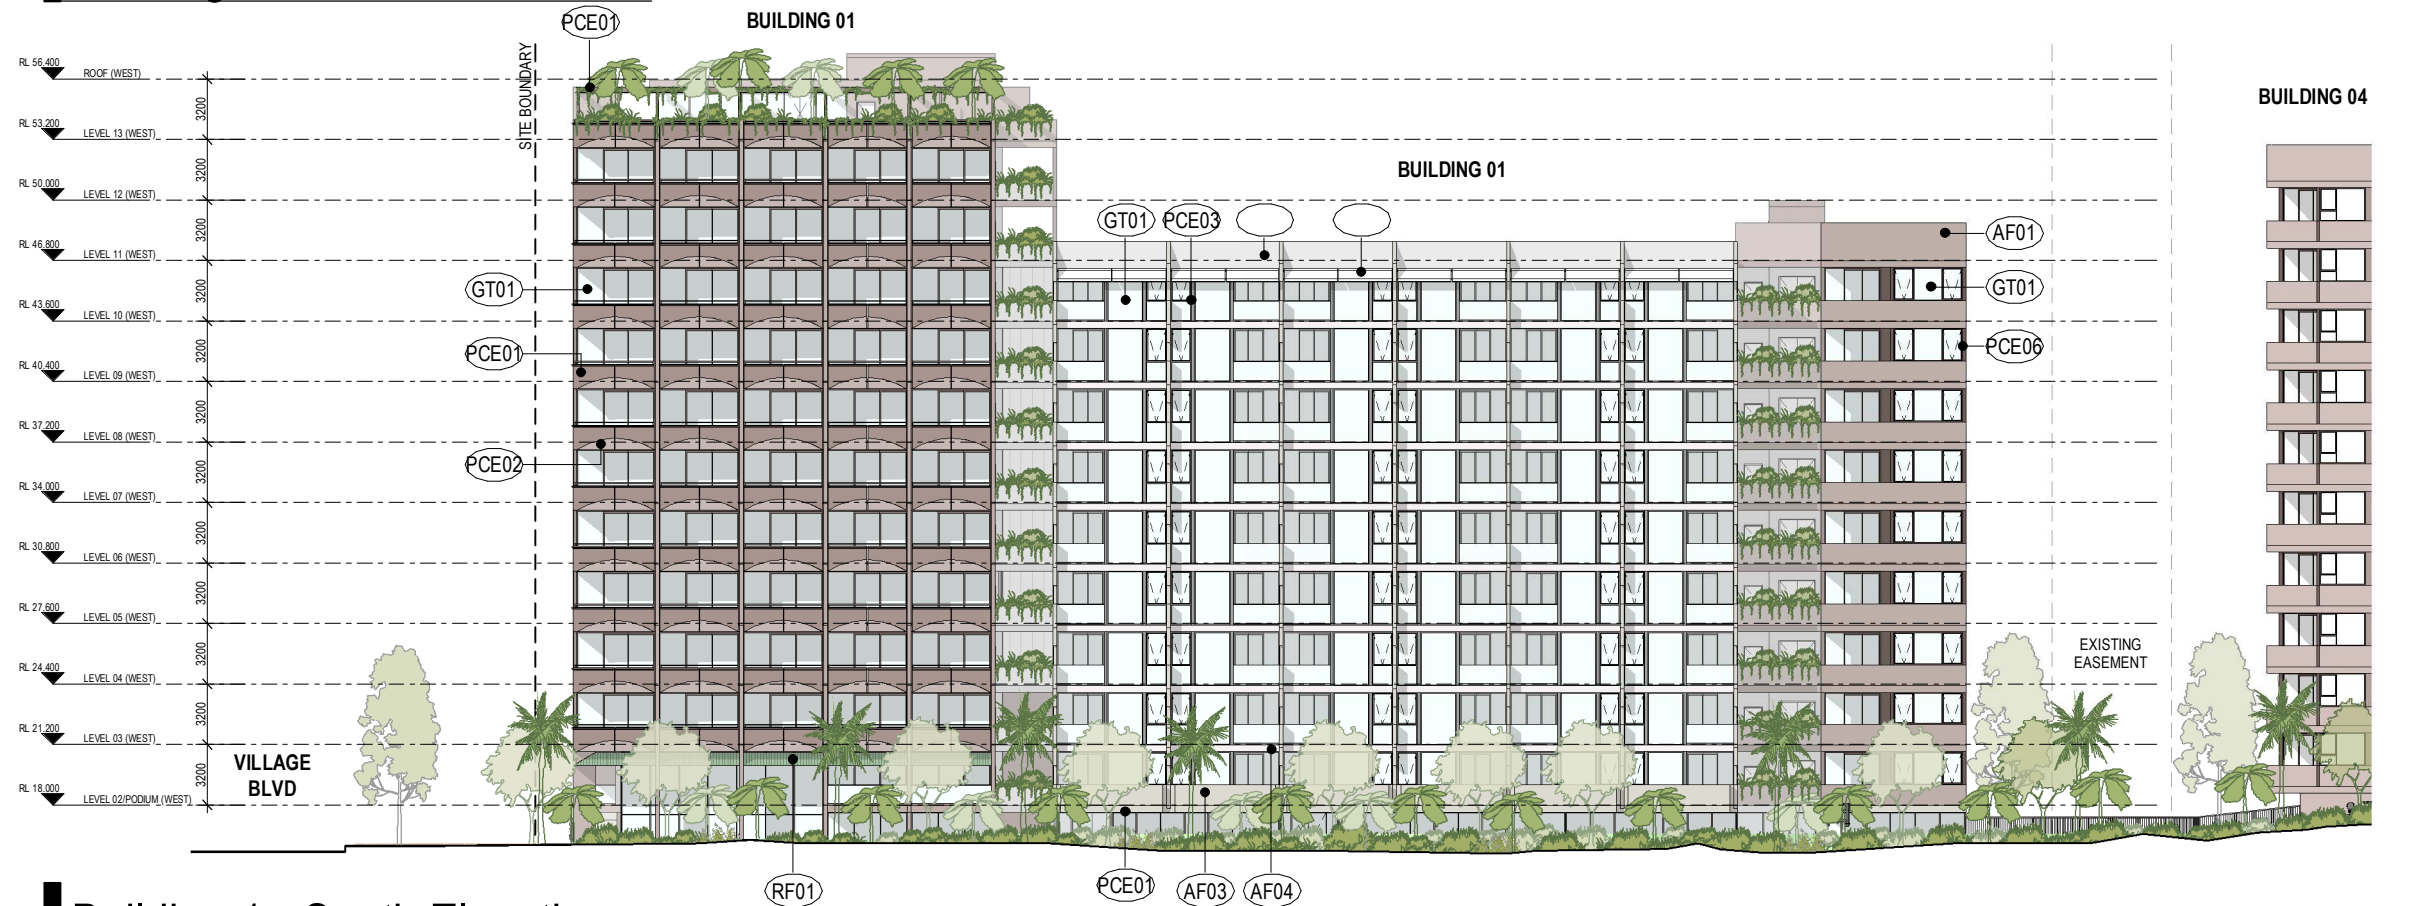 PCE01
BUILDING 01
SITE BOUNDARY
RL 56.400
ROOF (WEST)
3200
BUILDING 04
RL 53.200
LEVEL 13 (WEST)
3200
BUILDING 01
RL 50.000
LEVEL 12 (WEST)
3200
GT01
PCE03
AF01
RL 46.800
LEVEL 11 (WEST)
3200
GT01
GT01
RL 43.600
LEVEL 10 (WEST)
3200
PCE01
PCE06
RL 40.400
LEVEL 09 (WEST)
3200
RL 37.200
LEVEL 08 (WEST)
3200
PCE02
RL 34.000
LEVEL 07 (WEST)
3200
RL 30.800
LEVEL 06 (WEST)
3200
RL 27.600
LEVEL 05 (WEST)
3200
EXISTING
EASEMENT
RL 24.400
LEVEL 04 (WEST)
3200
RL 21.200
LEVEL 03 (WEST)
3200
VILLAGE
BLVD
RL 18.000
LEVEL 02/PODIUM (WEST)
RF01
PCE01
AF03
AF04